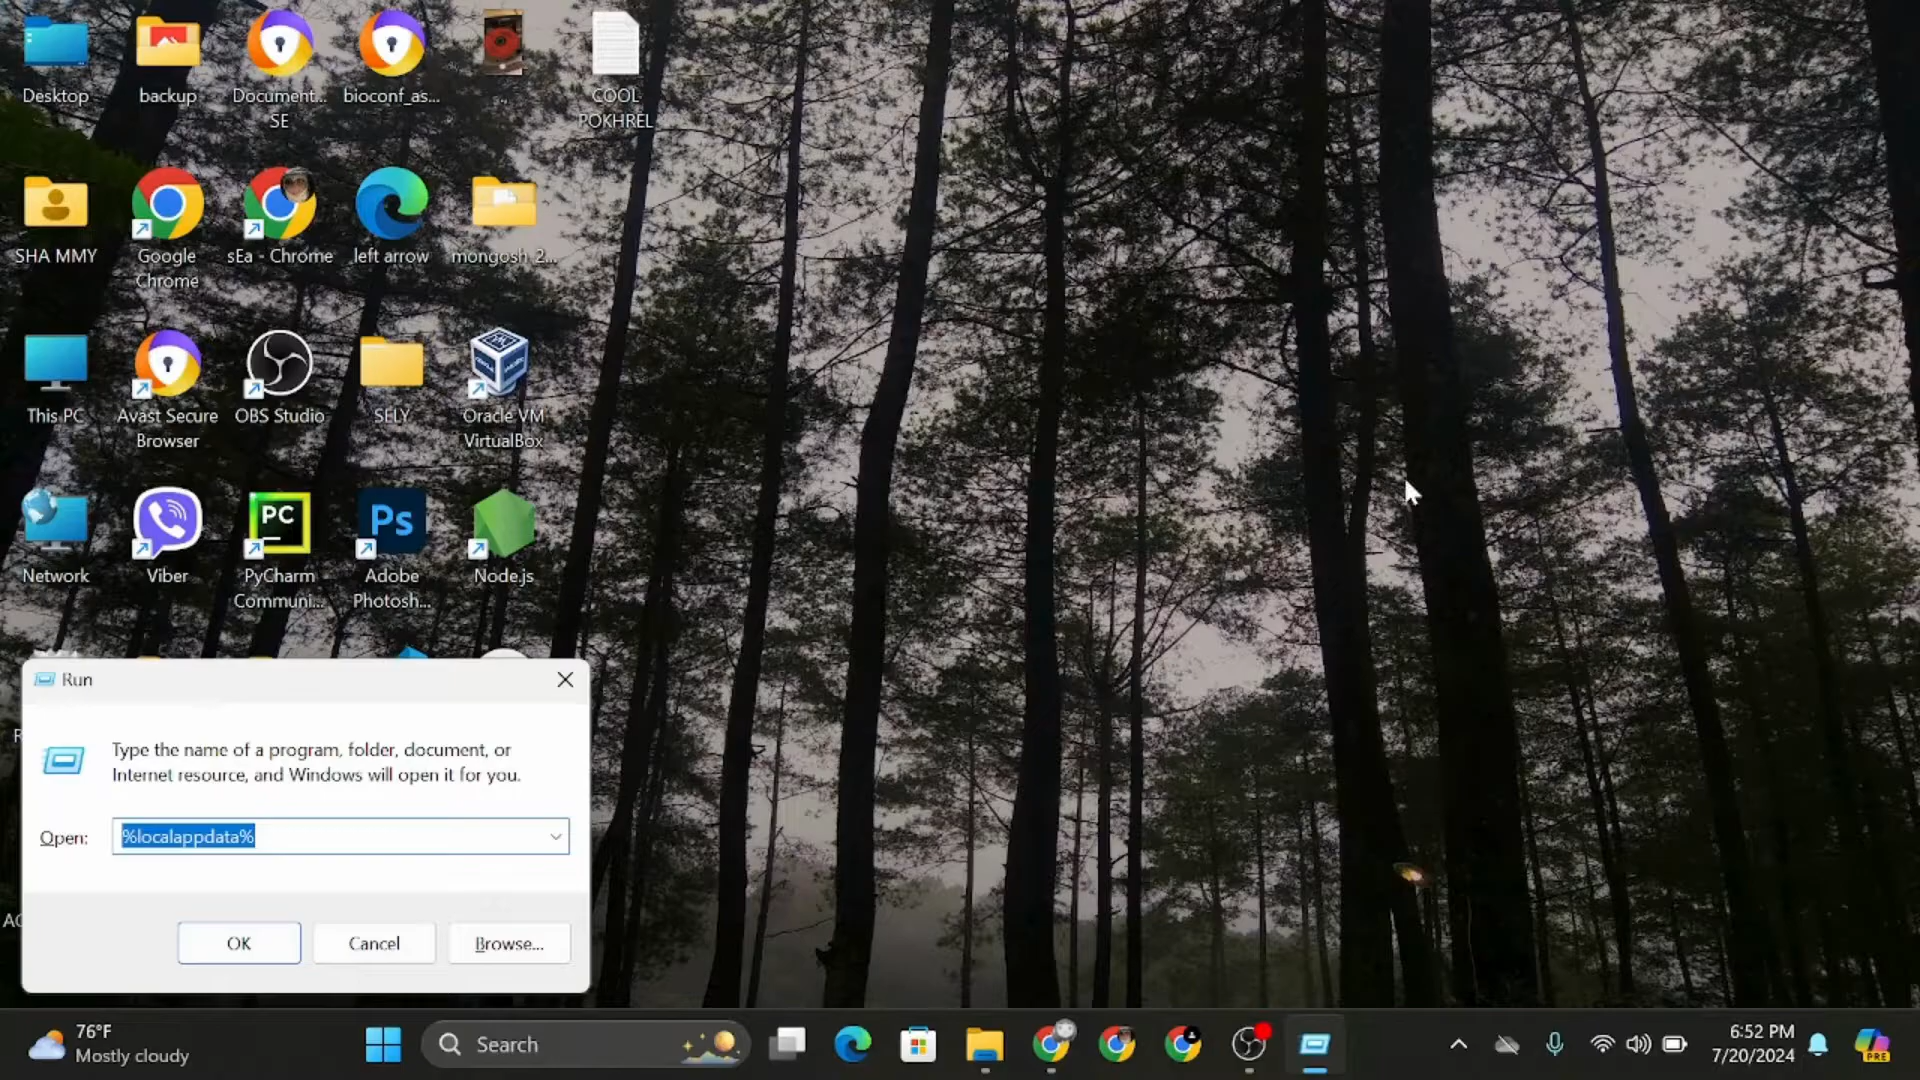 Desktop
backup
Document...
SE
bioconf_as...
COOL
POKHREL
SHA MMY
Google
Chrome
sEa - Chrome
left arrow
mongosh-2...
This PC
Avast Secure
Browser
OBS Studio
SELY
Oracle VM
VirtualBox
Network
Viber
PC
PyCharm
Communi...
Ps
Adobe
Photosh...
Node.js
Run
Type the name of a program, folder, document, or
Internet resource, and Windows will open it for you.
Open:
%localappdata%
OK
Cancel
Browse...
76°F
Mostly cloudy
Search
6:52 PM
7/20/2024
PRE